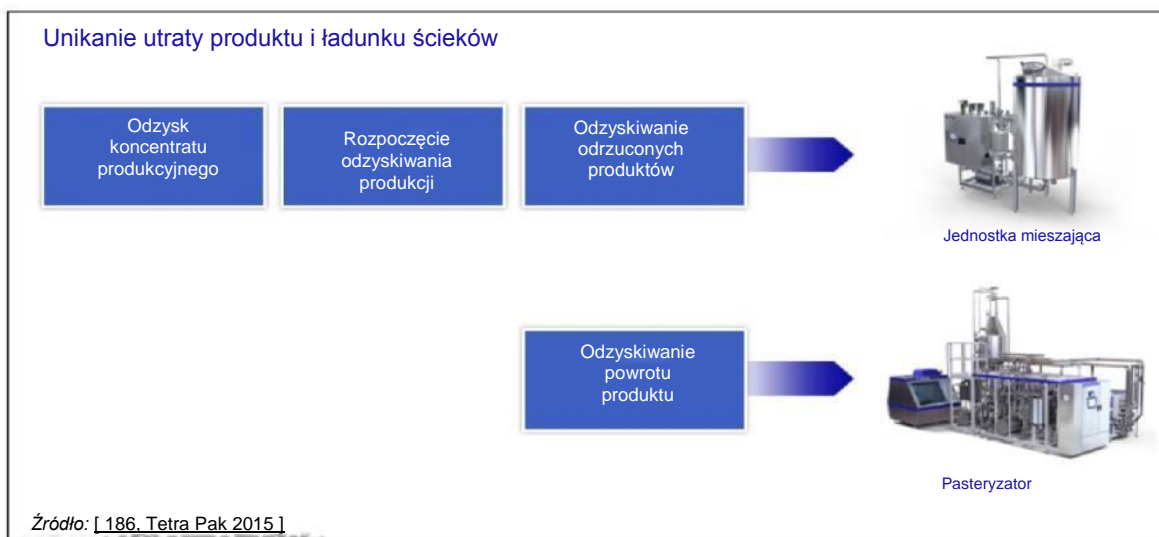 Unikanie utraty produktu i ładunku ścieków
Odzysk
koncentratu
produkcyjnego
Rozpoczęcie
odzyskiwania
produkcji
Odzyskiwanie
odrzuconych
produktów
Jednostka mieszająca
Odzyskiwanie
powrotu
produktu
Pasteryzator
Źródło: [ 186, Tetra Pak 2015 ]